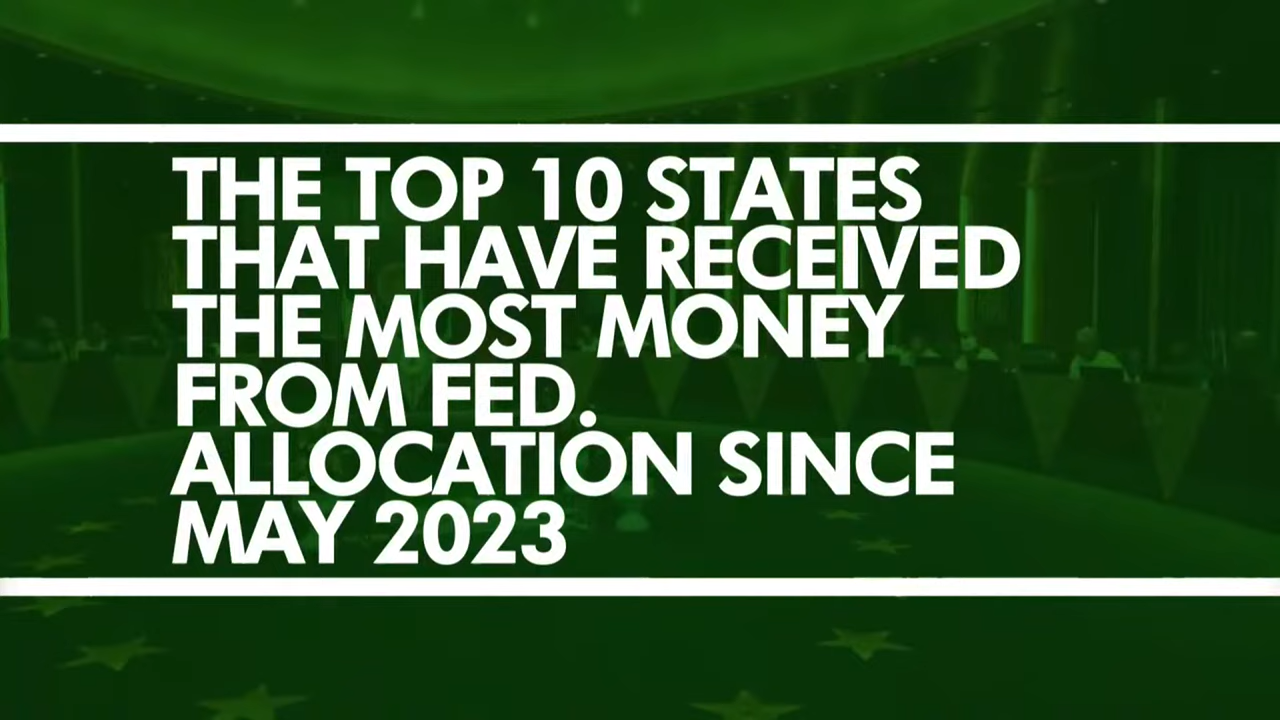 THE TOP 10 STATES
THAT HAVE RECEIVED
THE MOST MONEY
FROM FED.
ALLOCATION SINCE
MAY 2023